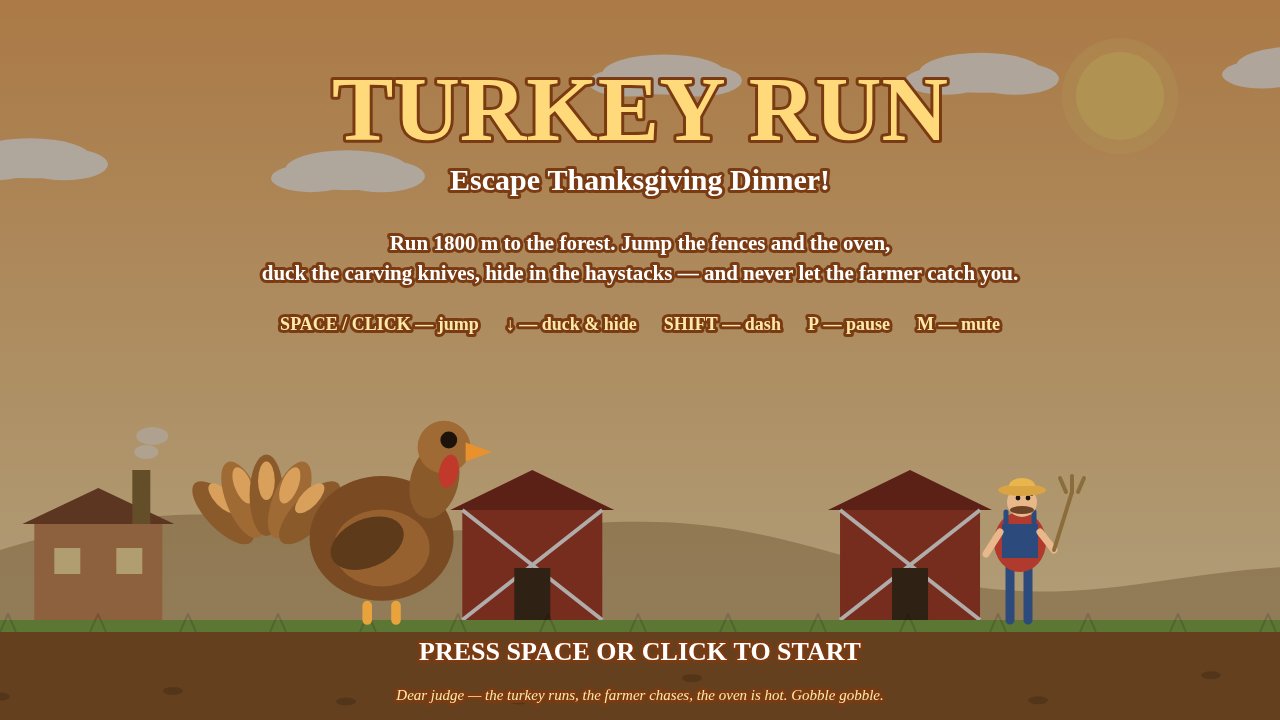 TURKEY RUN
Escape Thanksgiving Dinner!
Run 1800 m to the forest. Jump the fences and the oven,
duck the carving knives, hide in the haystacks — and never let the farmer catch you.
SPACE / CLICK — jump ↓ — duck & hide SHIFT — dash P — pause M — mute
PRESS SPACE OR CLICK TO START
Dear judge — the turkey runs, the farmer chases, the oven is hot. Gobble gobble.